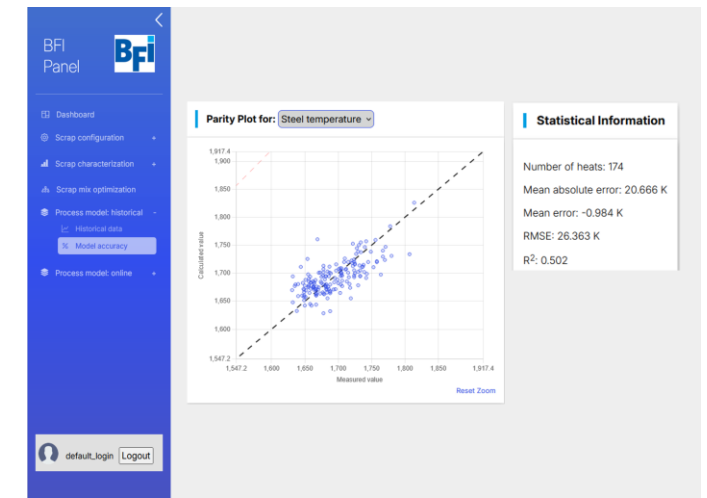 BFI
Panel
BFi
Dashboard
Scrap configuration +
Scrap characterization +
Scrap mix optimization
Process model: historical -
Historical data
Model accuracy
Process model: online +
default_login Logout
Parity Plot for: Steel temperature
1,917.4
1,900
1,850
1,800
1,750
1,700
1,650
1,600
1,547.2
Calculated value
1,547.2 1,600 1,650 1,700 1,750 1,800 1,850 1,917.4
Measured value
Reset Zoom
Statistical Information
Number of heats: 174
Mean absolute error: 20.666 K
Mean error: -0.984 K
RMSE: 26.363 K
R²: 0.502